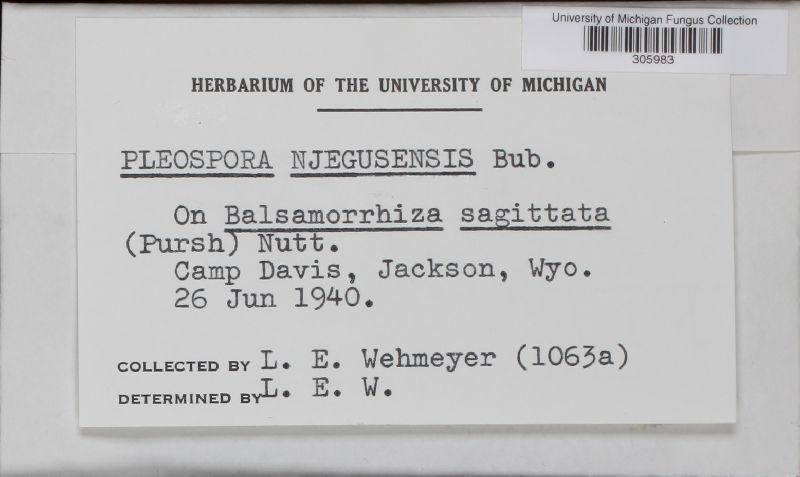 University of Michigan Fungus Collection
305983
HERBARIUM OF THE UNIVERSITY OF MICHIGAN
PLEOSPORA NJEGUSENSIS Bub.
On Balsamorrhiza sagittata
(Pursh) Nutt.
Camp Davis, Jackson, Wyo.
26 Jun 1940.
COLLECTED BY L. E. Wehmeyer (1063a)
DETERMINED BY L. E. W.